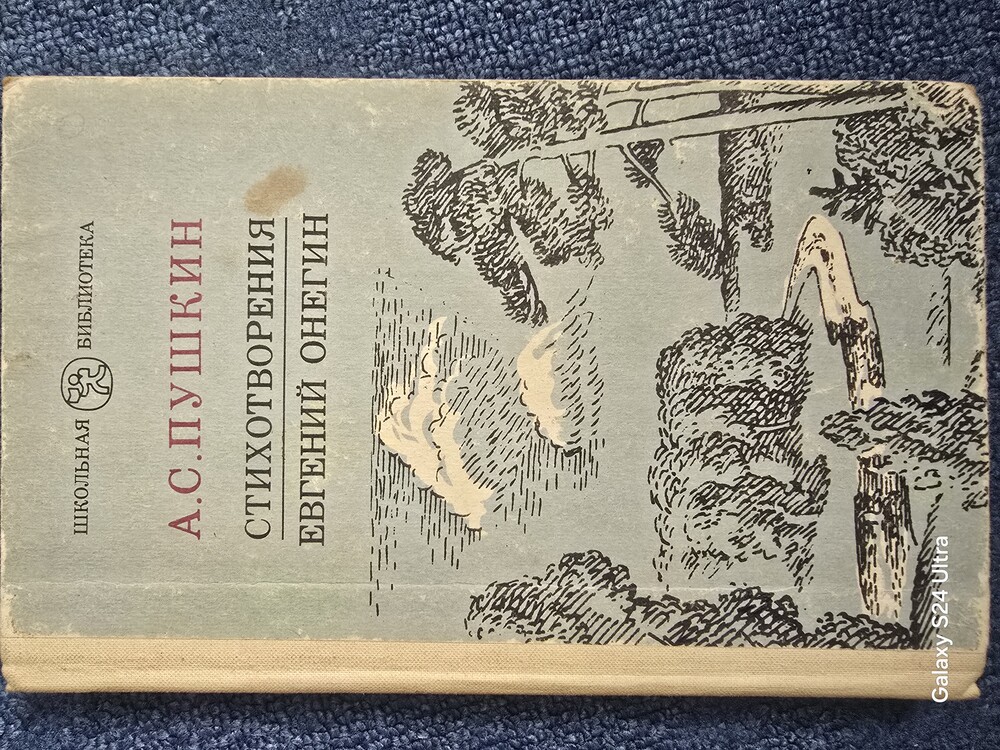 ШКОЛЬНАЯ БИБЛИОТЕКА
А.С.ПУШКИН
СТИХОТВОРЕНИЯ
ЕВГЕНИЙ ОНЕГИН
Galaxy S24 Ultra